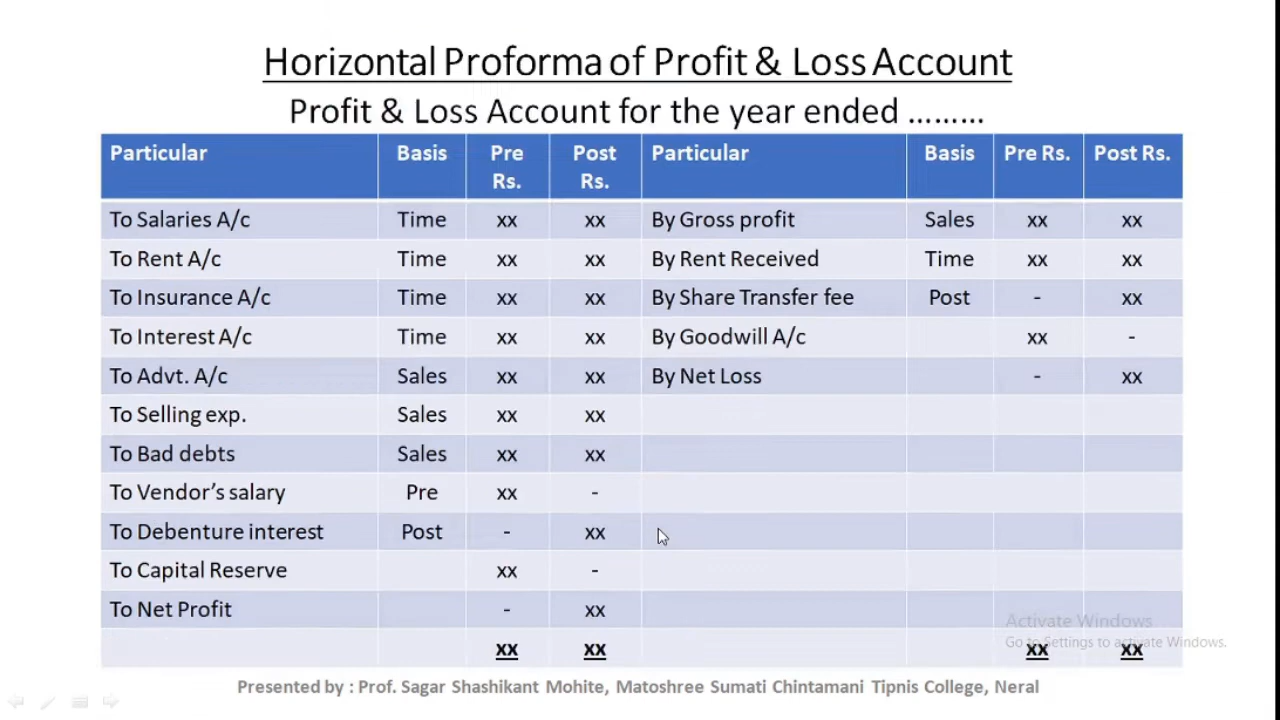 Horizontal Proforma of Profit & Loss Account
Profit & Loss Account for the year ended .........
Particular Basis Pre Rs. Post Rs. Particular Basis Pre Rs. Post Rs.
To Salaries A/c Time xx xx By Gross profit Sales xx xx
To Rent A/c Time xx xx By Rent Received Time xx xx
To Insurance A/c Time xx xx By Share Transfer fee Post - xx
To Interest A/c Time xx xx By Goodwill A/c xx -
To Advt. A/c Sales xx xx By Net Loss - xx
To Selling exp. Sales xx xx
To Bad debts Sales xx xx
To Vendor's salary Pre xx -
To Debenture interest Post - xx
To Capital Reserve xx -
To Net Profit - xx
xx xx xx xx
Activate Windows
Go to Settings to activate Windows.
Presented by : Prof. Sagar Shashikant Mohite, Matoshree Sumati Chintamani Tipnis College, Neral